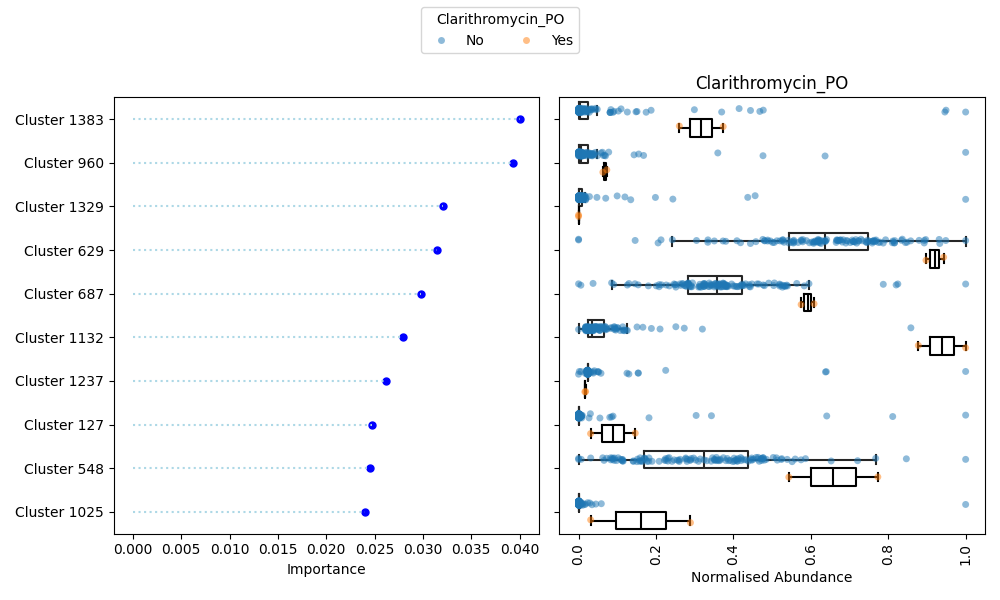 Clarithromycin_PO
No Yes
Clarithromycin_PO
Cluster 1383
Cluster 960
Cluster 1329
Cluster 629
Cluster 687
Cluster 1132
Cluster 1237
Cluster 127
Cluster 548
Cluster 1025
0.000 0.005 0.010 0.015 0.020 0.025 0.030 0.035 0.040
Importance
0.0 0.2 0.4 0.6 0.8 1.0
Normalised Abundance